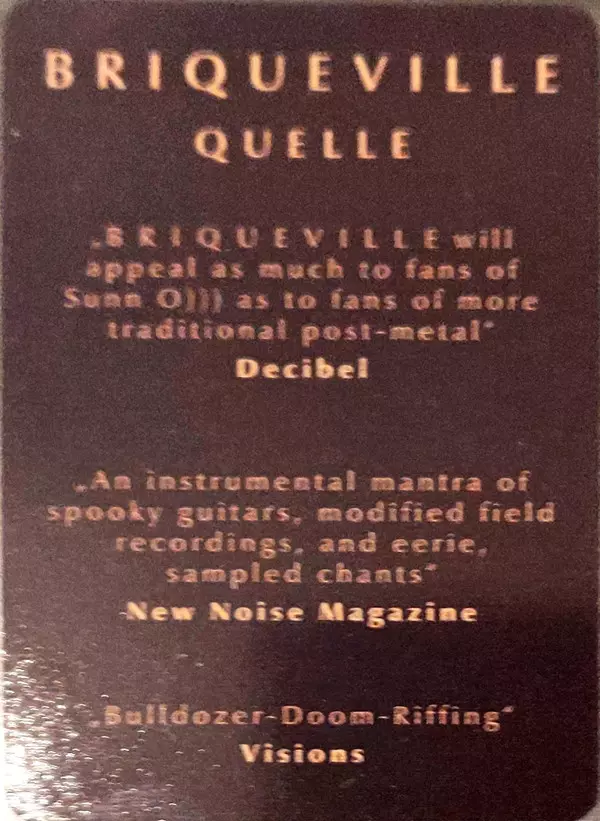 BRIQUEVILLE
QUELLE
„BRIQUEVILLE will
appeal as much to fans of
Sunn O))) as to fans of more
traditional post-metal“
Decibel
„An instrumental mantra of
spooky guitars, modified field
recordings, and eerie,
sampled chants“
New Noise Magazine
„Bulldozer-Doom-Riffing“
Visions